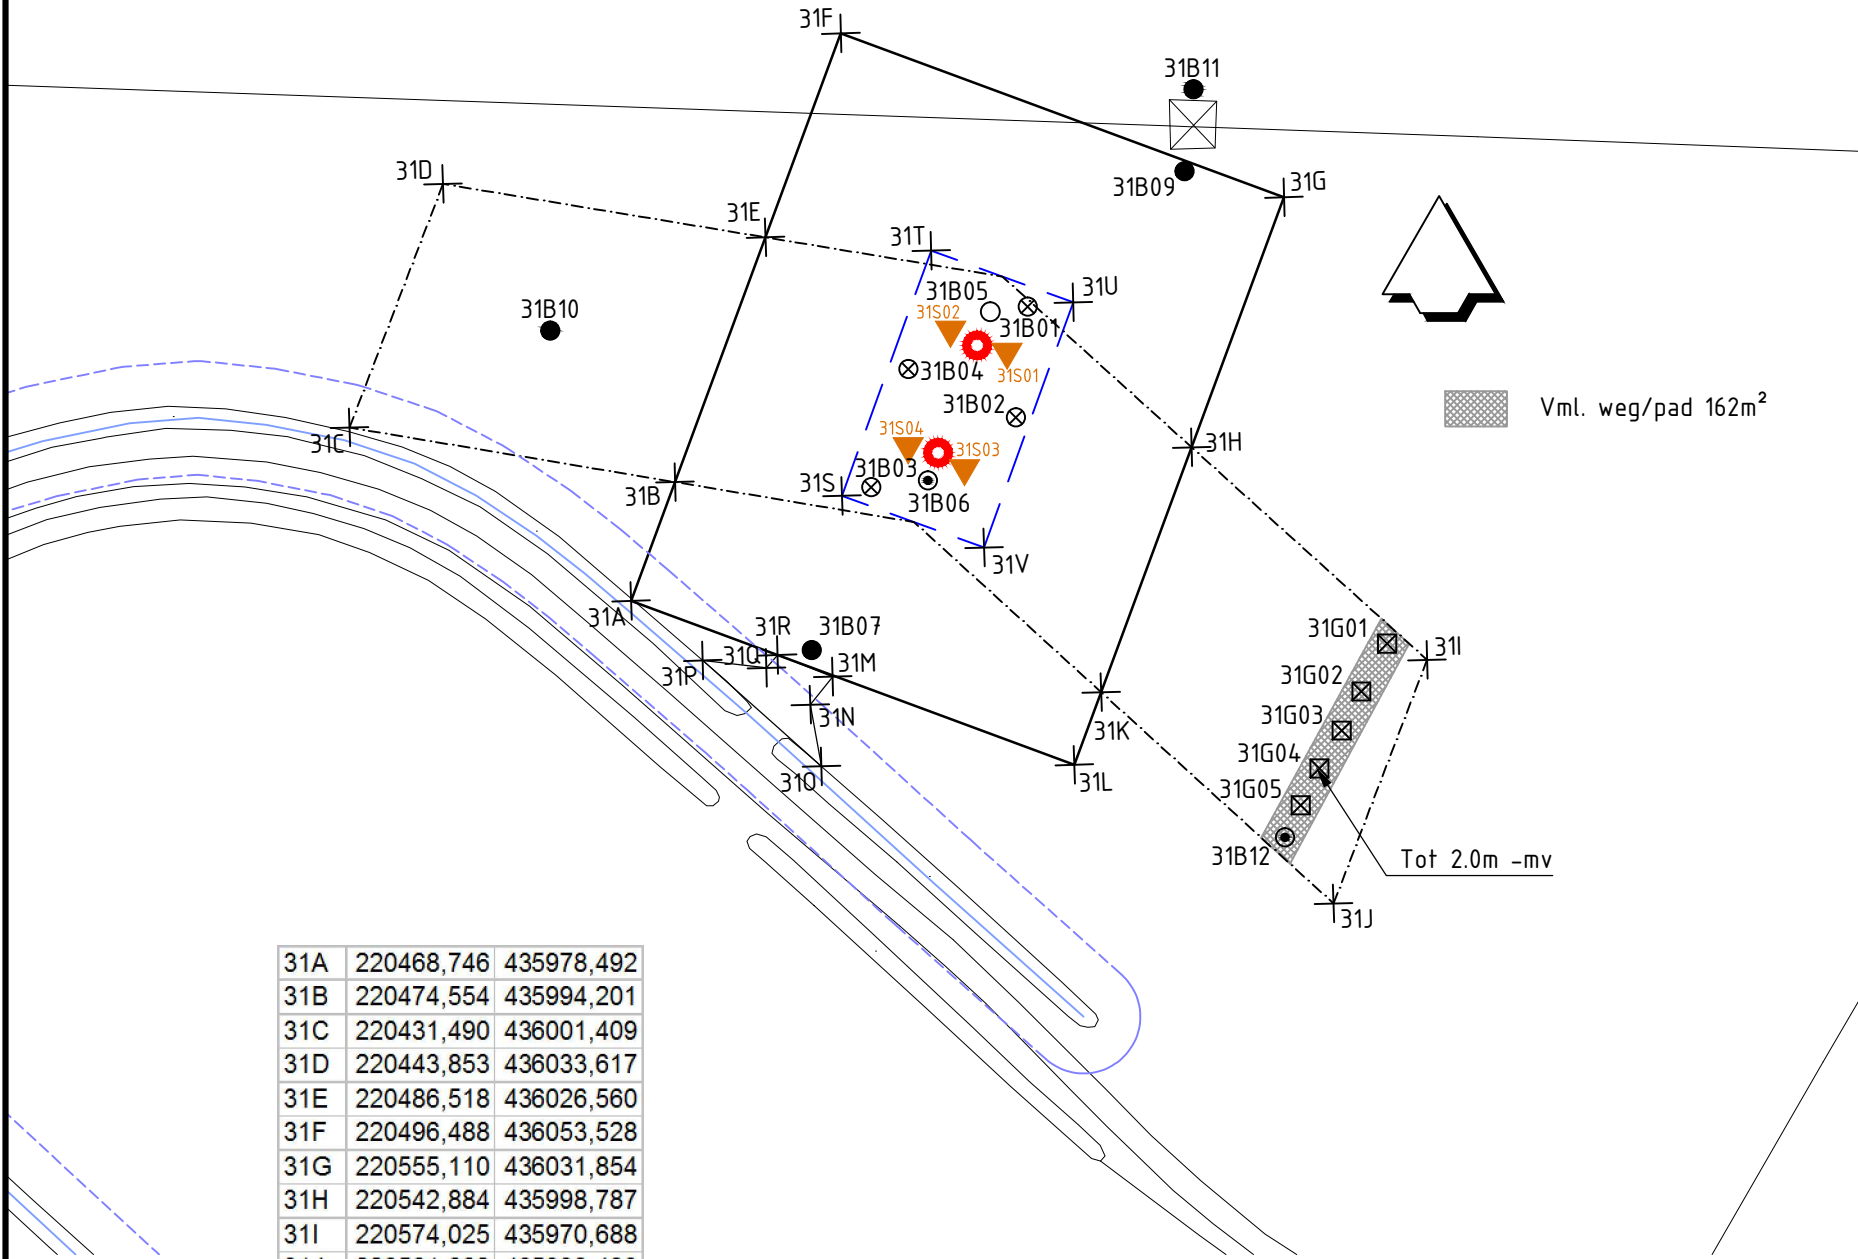 31F
31B11
31D
31B09
31G
31E
31T
31U
31B05
31S02
31B10
31B01
31B04
31S01
31B02
Vml. weg/pad 162m²
31S04
31C
31H
31S03
31B03
31S
31B
31B06
31V
31A
31R
31B07
31G01
31I
31Q
31M
31P
31G02
31N
31G03
31K
31G04
31O
31L
31G05
31B12
Tot 2.0m -mv
31J
31A 220468,746 435978,492
31B 220474,554 435994,201
31C 220431,490 436001,409
31D 220443,853 436033,617
31E 220486,518 436026,560
31F 220496,488 436053,528
31G 220555,110 436031,854
31H 220542,884 435998,787
31I 220574,025 435970,688